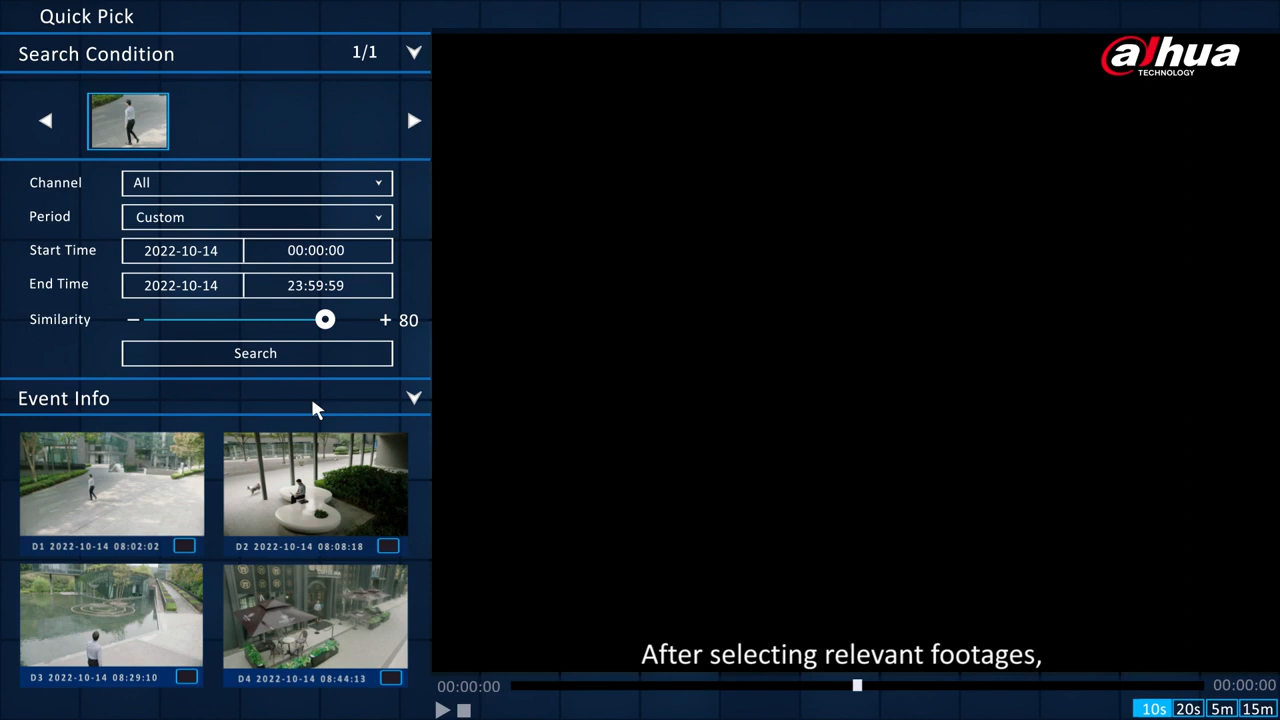 Quick Pick
Search Condition 1/1
alhua
TECHNOLOGY
Channel All
Period Custom
Start Time 2022-10-14 00:00:00
End Time 2022-10-14 23:59:59
Similarity − + 80
Search
Event Info
D1 2022-10-14 08:02:02
D2 2022-10-14 08:08:18
D3 2022-10-14 08:29:10
D4 2022-10-14 08:44:13
After selecting relevant footages,
00:00:00 00:00:00
10s 20s 5m 15m